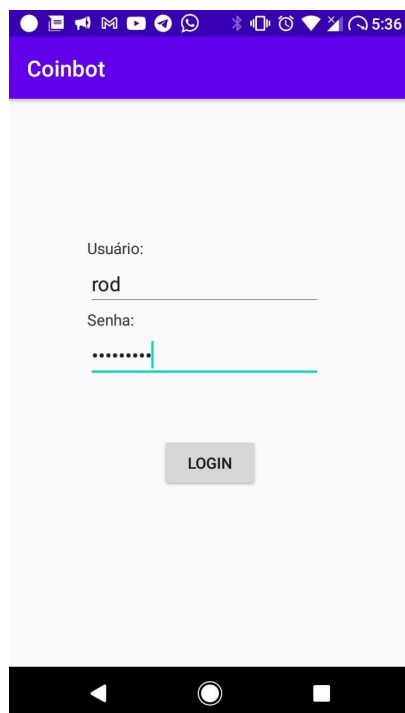 5:36
Coinbot
Usuário:
rod
Senha:
•••••••••
LOGIN